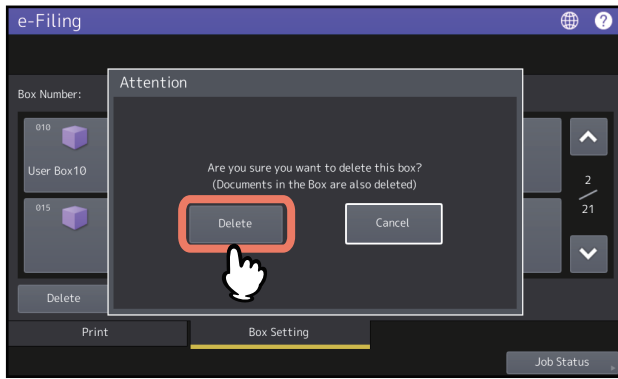 e-Filing
?
Attention
Box Number:
010
User Box10
Are you sure you want to delete this box?
(Documents in the Box are also deleted)
2
21
015
Delete
Cancel
Delete
Print
Box Setting
Job Status